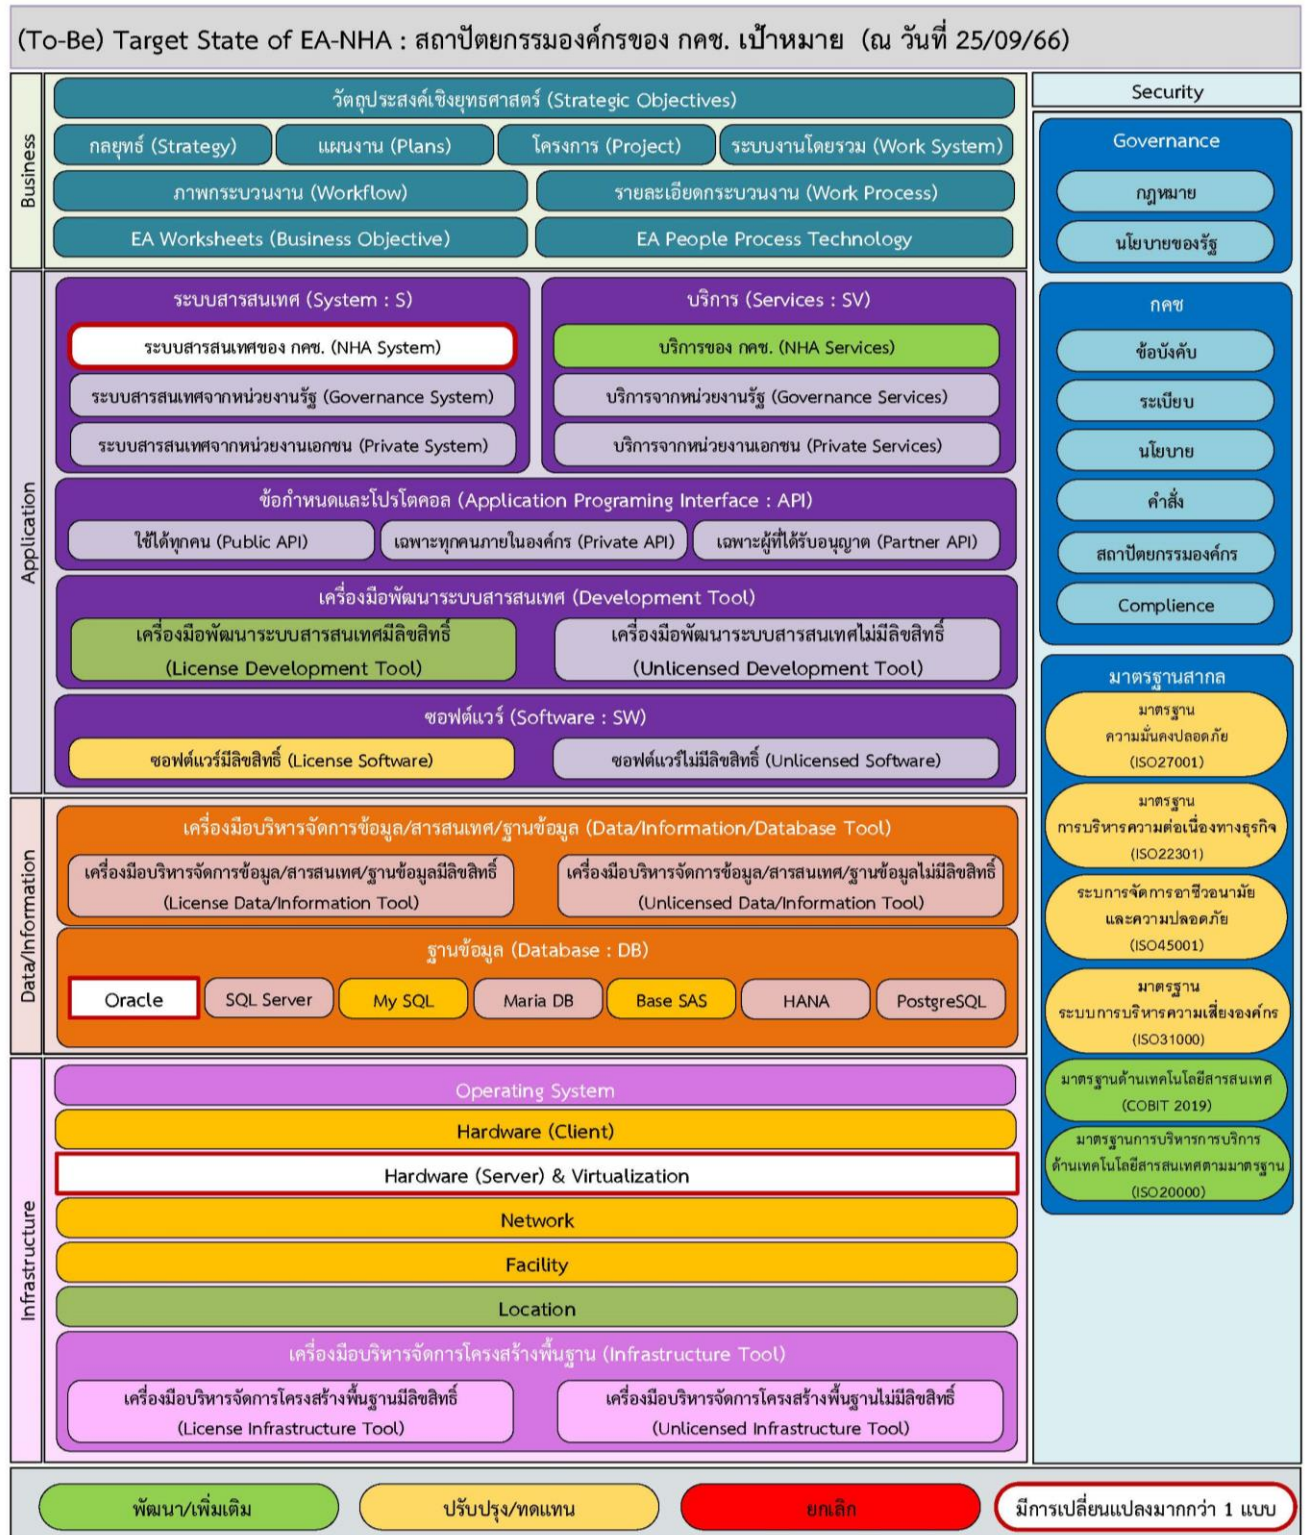 (To-Be) Target State of EA-NHA : สถาปัตยกรรมองค์กรของ กคช. เป้าหมาย (ณ วันที่ 25/09/66)
Business
วัตถุประสงค์เชิงยุทธศาสตร์ (Strategic Objectives)
กลยุทธ์ (Strategy)
แผนงาน (Plans)
โครงการ (Project)
ระบบงานโดยรวม (Work System)
ภาพกระบวนงาน (Workflow)
รายละเอียดกระบวนงาน (Work Process)
EA Worksheets (Business Objective)
EA People Process Technology
Application
ระบบสารสนเทศ (System : S)
ระบบสารสนเทศของ กคช. (NHA System)
ระบบสารสนเทศจากหน่วยงานรัฐ (Governance System)
ระบบสารสนเทศจากหน่วยงานเอกชน (Private System)
บริการ (Services : SV)
บริการของ กคช. (NHA Services)
บริการจากหน่วยงานรัฐ (Governance Services)
บริการจากหน่วยงานเอกชน (Private Services)
ข้อกำหนดและโปรโตคอล (Application Programing Interface : API)
ใช้ได้ทุกคน (Public API)
เฉพาะทุกคนภายในองค์กร (Private API)
เฉพาะผู้ที่ได้รับอนุญาต (Partner API)
เครื่องมือพัฒนาระบบสารสนเทศ (Development Tool)
เครื่องมือพัฒนาระบบสารสนเทศมีลิขสิทธิ์
(License Development Tool)
เครื่องมือพัฒนาระบบสารสนเทศไม่มีลิขสิทธิ์
(Unlicensed Development Tool)
ซอฟต์แวร์ (Software : SW)
ซอฟต์แวร์มีลิขสิทธิ์ (License Software)
ซอฟต์แวร์ไม่มีลิขสิทธิ์ (Unlicensed Software)
Data/Information
เครื่องมือบริหารจัดการข้อมูล/สารสนเทศ/ฐานข้อมูล (Data/Information/Database Tool)
เครื่องมือบริหารจัดการข้อมูล/สารสนเทศ/ฐานข้อมูลมีลิขสิทธิ์
(License Data/Information Tool)
เครื่องมือบริหารจัดการข้อมูล/สารสนเทศ/ฐานข้อมูลไม่มีลิขสิทธิ์
(Unlicensed Data/Information Tool)
ฐานข้อมูล (Database : DB)
Oracle
SQL Server
My SQL
Maria DB
Base SAS
HANA
PostgreSQL
Infrastructure
Operating System
Hardware (Client)
Hardware (Server) & Virtualization
Network
Facility
Location
เครื่องมือบริหารจัดการโครงสร้างพื้นฐาน (Infrastructure Tool)
เครื่องมือบริหารจัดการโครงสร้างพื้นฐานมีลิขสิทธิ์
(License Infrastructure Tool)
เครื่องมือบริหารจัดการโครงสร้างพื้นฐานไม่มีลิขสิทธิ์
(Unlicensed Infrastructure Tool)
Security
Governance
กฎหมาย
นโยบายของรัฐ
กคช
ข้อบังคับ
ระเบียบ
นโยบาย
คำสั่ง
สถาปัตยกรรมองค์กร
Complience
มาตรฐานสากล
มาตรฐาน
ความมั่นคงปลอดภัย
(ISO27001)
มาตรฐาน
การบริหารความต่อเนื่องทางธุรกิจ
(ISO22301)
ระบการจัดการอาชีวอนามัย
และความปลอดภัย
(ISO45001)
มาตรฐาน
ระบบการบริหารความเสี่ยงองค์กร
(ISO31000)
มาตรฐานด้านเทคโนโลยีสารสนเทศ
(COBIT 2019)
มาตรฐานการบริหารการบริการ
ด้านเทคโนโลยีสารสนเทศตามมาตรฐาน
(ISO20000)
พัฒนา/เพิ่มเติม
ปรับปรุง/ทดแทน
ยกเลิก
มีการเปลี่ยนแปลงมากกว่า 1 แบบ